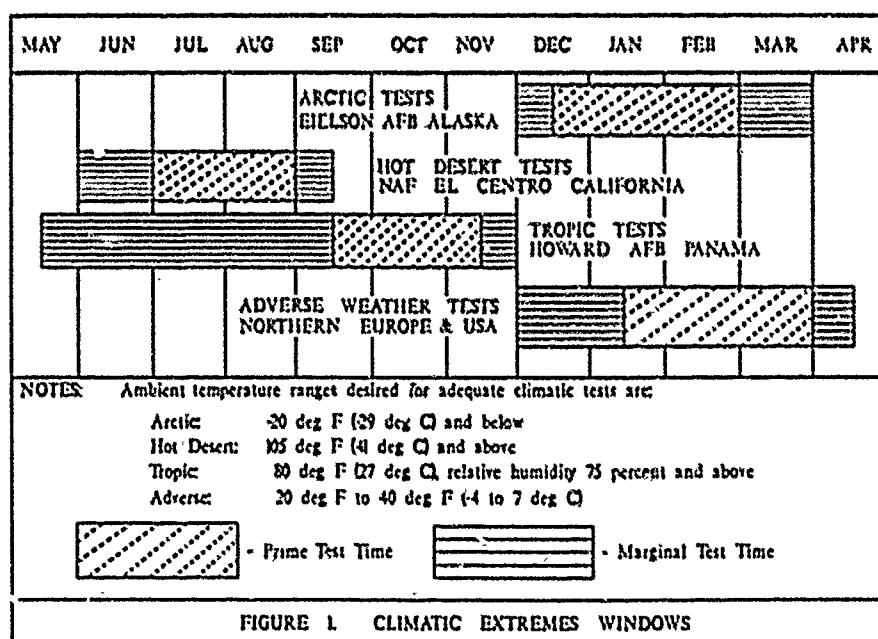 MAY JUN JUL AUG SEP OCT NOV DEC JAN FEB MAR APR
ARCTIC TESTS
EIELSON AFB ALASKA
HOT DESERT TESTS
NAF EL CENTRO CALIFORNIA
TROPIC TESTS
HOWARD AFB PANAMA
ADVERSE WEATHER TESTS
NORTHERN EUROPE & USA
NOTES: Ambient temperature ranges desired for adequate climatic tests are:
Arctic: -20 deg F (-29 deg C) and below
Hot Desert: 105 deg F (41 deg C) and above
Tropic: 80 deg F (27 deg C), relative humidity 75 percent and above
Adverse: 20 deg F to 40 deg F (-4 to 7 deg C)
- Prime Test Time - Marginal Test Time
FIGURE 1. CLIMATIC EXTREMES WINDOWS